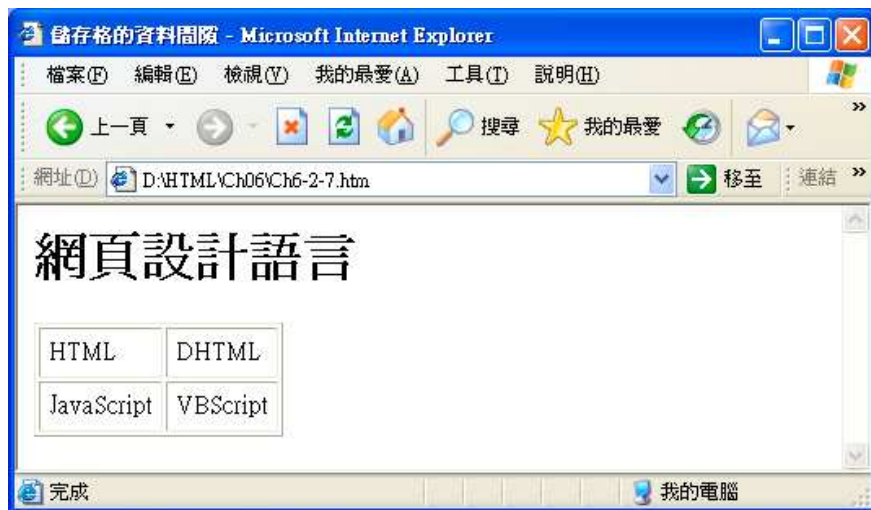 儲存格的資料間隙 - Microsoft Internet Explorer
檔案(F) 編輯(E) 檢視(V) 我的最愛(A) 工具(T) 說明(H)
上一頁 搜尋 我的最愛 »
網址(D) D:\HTML\Ch06\Ch6-2-7.htm 移至 連結 »
網頁設計語言
HTML DHTML
JavaScript VBScript
完成 我的電腦